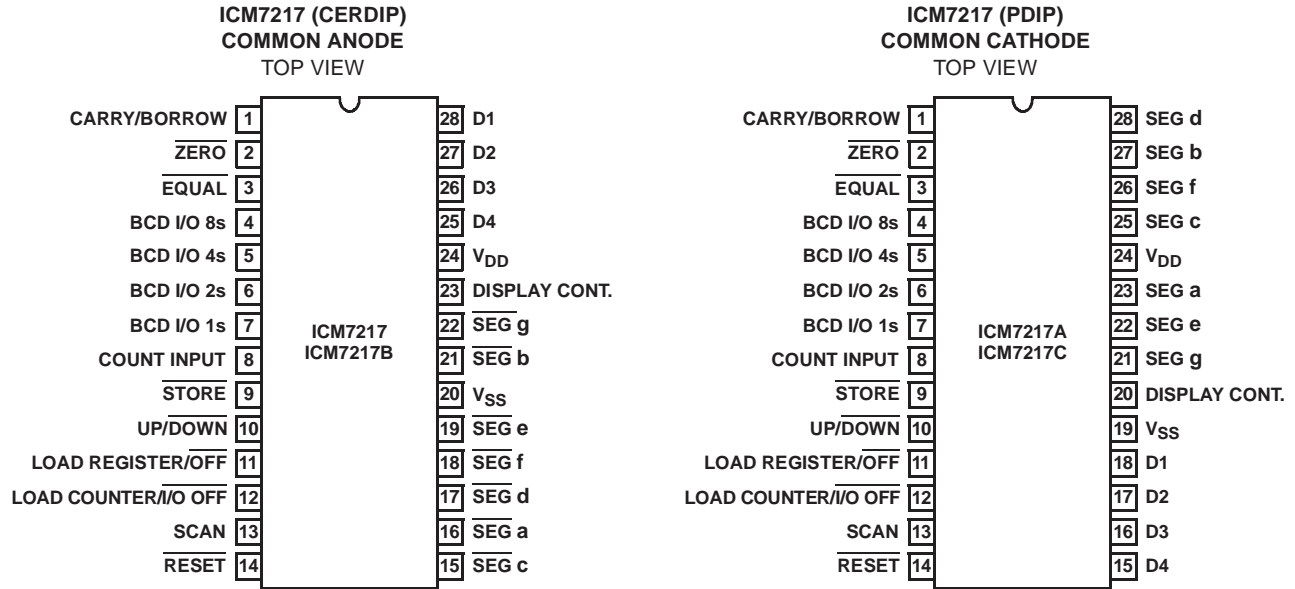 ICM7217 (CERDIP)
COMMON ANODE
TOP VIEW
CARRY/BORROW 1
ZERO 2
EQUAL 3
BCD I/O 8s 4
BCD I/O 4s 5
BCD I/O 2s 6
BCD I/O 1s 7
COUNT INPUT 8
STORE 9
UP/DOWN 10
LOAD REGISTER/OFF 11
LOAD COUNTER/I/O OFF 12
SCAN 13
RESET 14
ICM7217
ICM7217B
28 D1
27 D2
26 D3
25 D4
24 VDD
23 DISPLAY CONT.
22 SEG g
21 SEG b
20 VSS
19 SEG e
18 SEG f
17 SEG d
16 SEG a
15 SEG c
ICM7217 (PDIP)
COMMON CATHODE
TOP VIEW
CARRY/BORROW 1
ZERO 2
EQUAL 3
BCD I/O 8s 4
BCD I/O 4s 5
BCD I/O 2s 6
BCD I/O 1s 7
COUNT INPUT 8
STORE 9
UP/DOWN 10
LOAD REGISTER/OFF 11
LOAD COUNTER/I/O OFF 12
SCAN 13
RESET 14
ICM7217A
ICM7217C
28 SEG d
27 SEG b
26 SEG f
25 SEG c
24 VDD
23 SEG a
22 SEG e
21 SEG g
20 DISPLAY CONT.
19 VSS
18 D1
17 D2
16 D3
15 D4